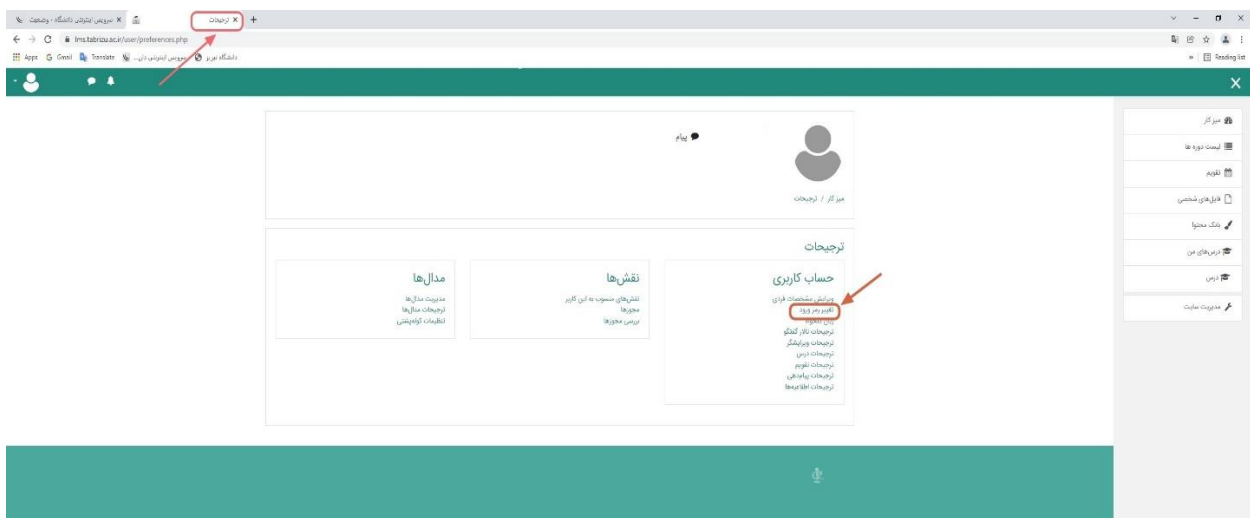 سرویس اینترنتی دانشگاه - وضعیت
ترجیحات
lms.tabrizu.ac.ir/user/preferences.php
Apps
Gmail
Translate
سرویس اینترنتی دان...
دانشگاه تبریز
Reading list
پیام
میز کار / ترجیحات
ترجیحات
حساب کاربری
ویرایش مشخصات فردی
تغییر رمز ورود
زبان دلخواه
ترجیحات تالار گفتگو
ترجیحات ویرایشگر
ترجیحات درس
ترجیحات تقویم
ترجیحات پیام‌دهی
ترجیحات اطلاعیه‌ها
نقش‌ها
نقش‌های منسوب به این کاربر
مجوزها
بررسی مجوزها
مدال‌ها
مدیریت مدال‌ها
ترجیحات مدال‌ها
تنظیمات کوله‌پشتی
میز کار
لیست دوره ها
تقویم
فایل‌های شخصی
بانک محتوا
درس‌های من
درس
مدیریت سایت